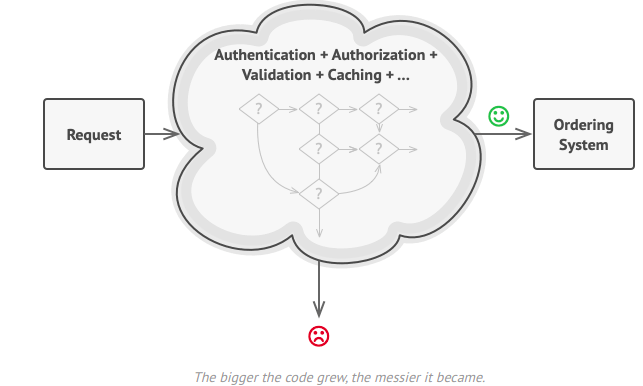 Authentication + Authorization +
Validation + Caching + ...
? ? ?
? ?
?
Request
Ordering
System
The bigger the code grew, the messier it became.